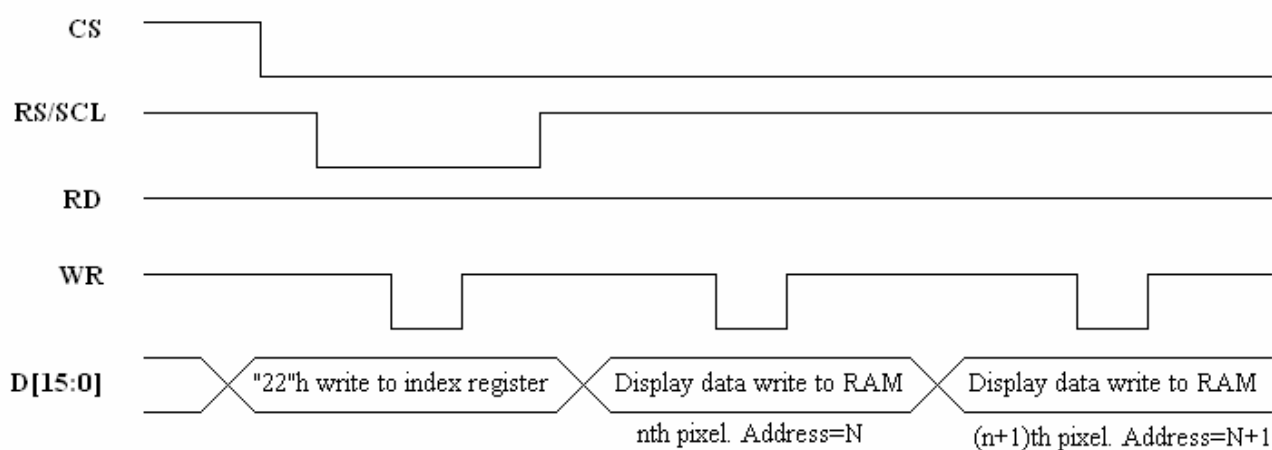 CS
RS/SCL
RD
WR
D[15:0]
"22"h write to index register
Display data write to RAM
Display data write to RAM
nth pixel. Address=N
(n+1)th pixel. Address=N+1